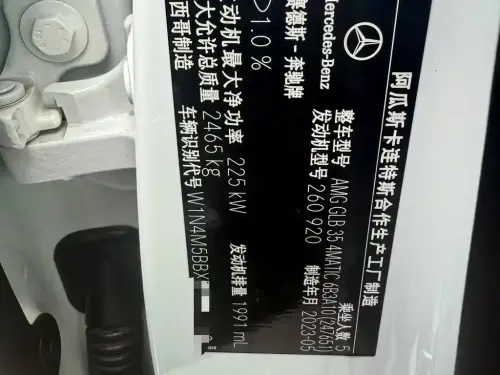 阿瓜斯卡连特斯合作生产工厂制造
Mercedes-Benz
赛德斯-奔驰牌
整车型号 AMG GLB 35 4MATIC 6B3A10(247651)
乘坐人数 5
发动机型号 260 920
制造年月 2023-05
>1.0 %
动机最大净功率 225 kW
发动机排量 1991 mL
大允许总质量 2465 kg
车辆识别代号 W1N4M5BBX
西哥制造